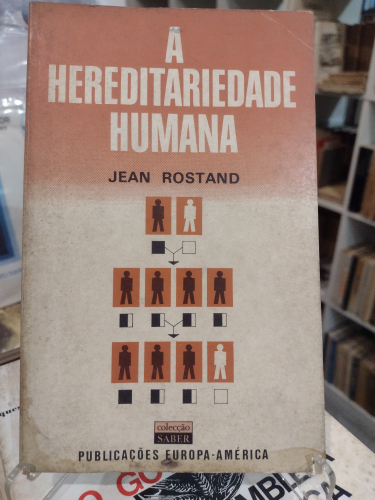 A
HEREDITARIEDADE
HUMANA
JEAN ROSTAND
colecção
SABER
PUBLICAÇÕES EUROPA-AMÉRICA